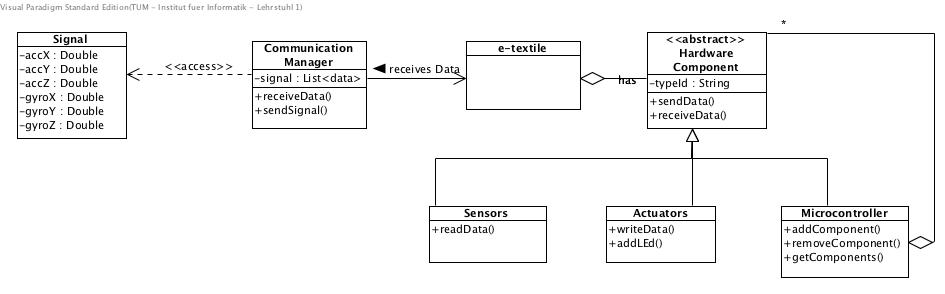 Visual Paradigm Standard Edition(TUM - Institut fuer Informatik - Lehrstuhl 1)
Signal
-accX : Double
-accY : Double
-accZ : Double
-gyroX : Double
-gyroY : Double
-gyroZ : Double
<<access>>
Communication
Manager
-signal : List<data>
+receiveData()
+sendSignal()
receives Data
e-textile
has
<<abstract>>
Hardware
Component
-typeId : String
+sendData()
+receiveData()
*
Sensors
+readData()
Actuators
+writeData()
+addLEd()
Microcontroller
+addComponent()
+removeComponent()
+getComponents()